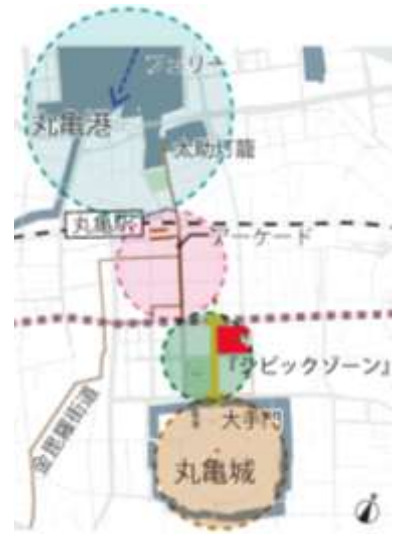 フェリー
丸亀港
太助灯籠
丸亀駅
アーケード
『シビックゾーン』
大手門
金毘羅街道
丸亀城